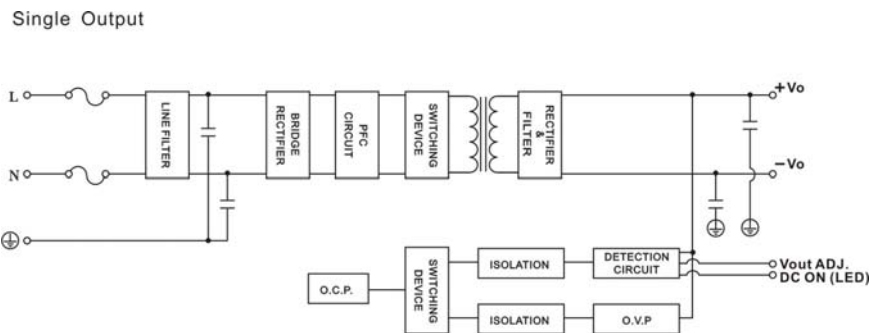 Single Output
L
N
LINE FILTER
BRIDGE
RECTIFIER
PFC
CIRCUIT
SWITCHING
DEVICE
RECTIFIER
&
FILTER
+Vo
−Vo
O.C.P.
SWITCHING
DEVICE
ISOLATION
DETECTION
CIRCUIT
Vout ADJ.
DC ON (LED)
ISOLATION
O.V.P